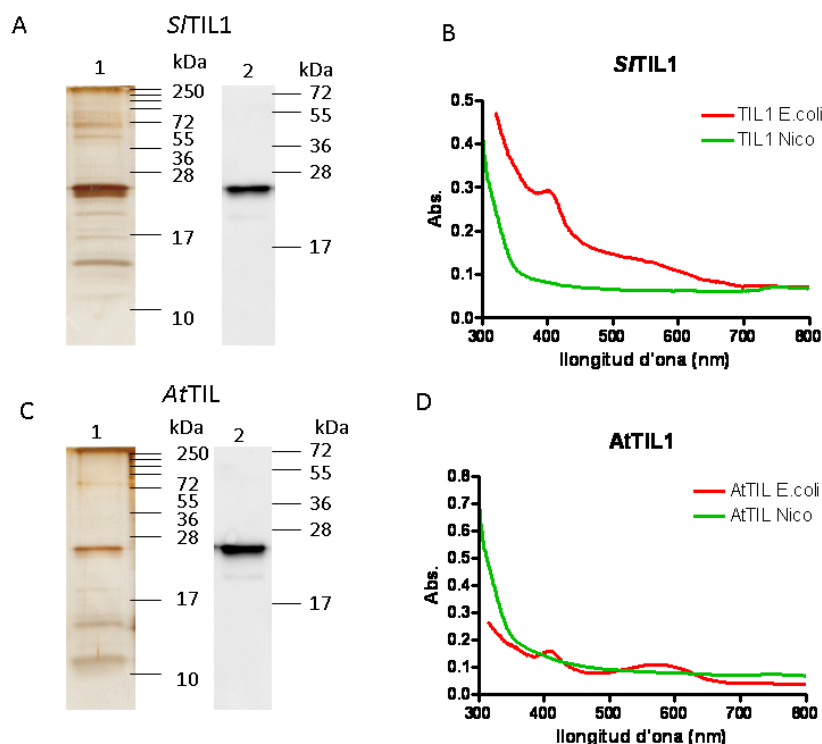 A
SlTIL1
1
kDa
250
72
55
36
28
17
10
2
kDa
72
55
36
28
17
B
SlTIL1
TIL1 E.coli
TIL1 Nico
Abs.
0.5
0.4
0.3
0.2
0.1
0.0
300 400 500 600 700 800
llongitud d'ona (nm)
C
AtTIL
1
kDa
250
72
55
36
28
17
10
2
kDa
72
55
36
28
17
D
AtTIL1
AtTIL E.coli
AtTIL Nico
Abs.
0.8
0.7
0.6
0.5
0.4
0.3
0.2
0.1
0.0
300 400 500 600 700 800
llongitud d'ona (nm)